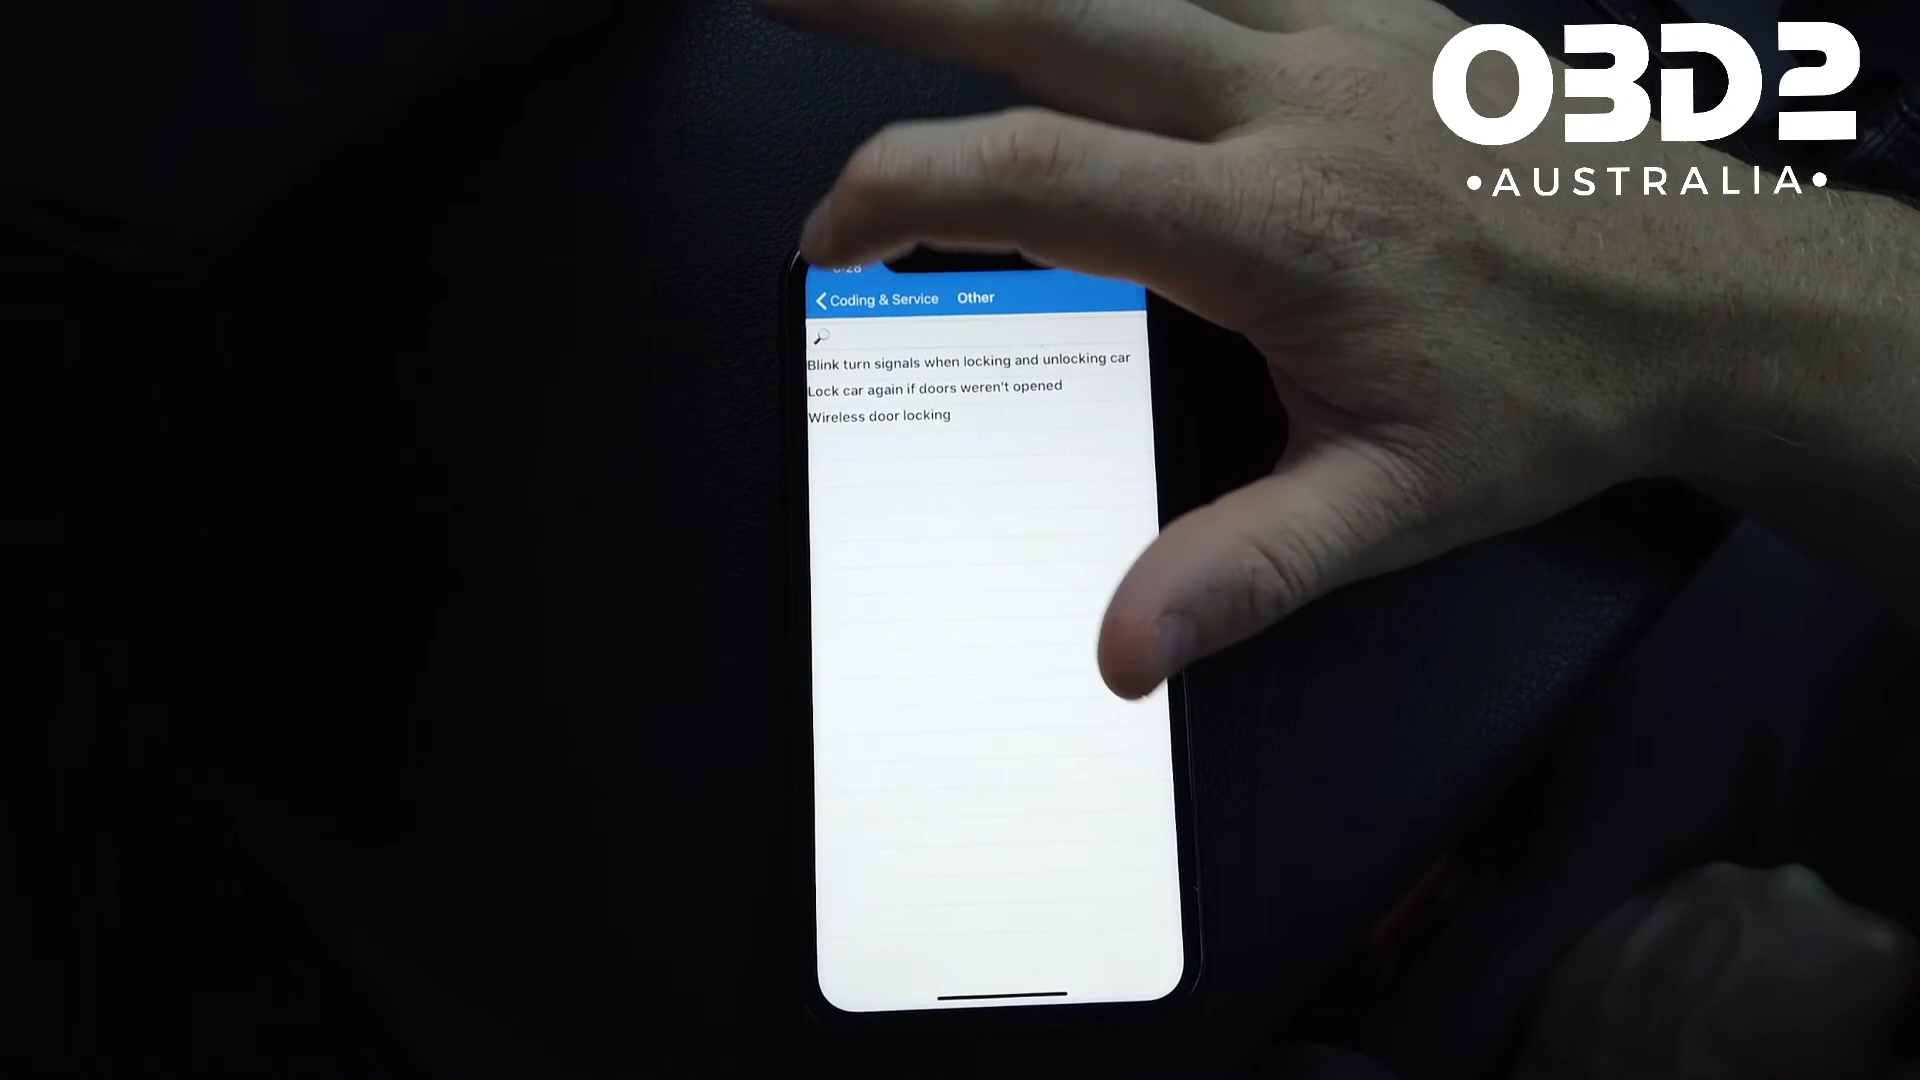 OBD2
•AUSTRALIA•
Coding & Service Other
Blink turn signals when locking and unlocking car
Lock car again if doors weren't opened
Wireless door locking